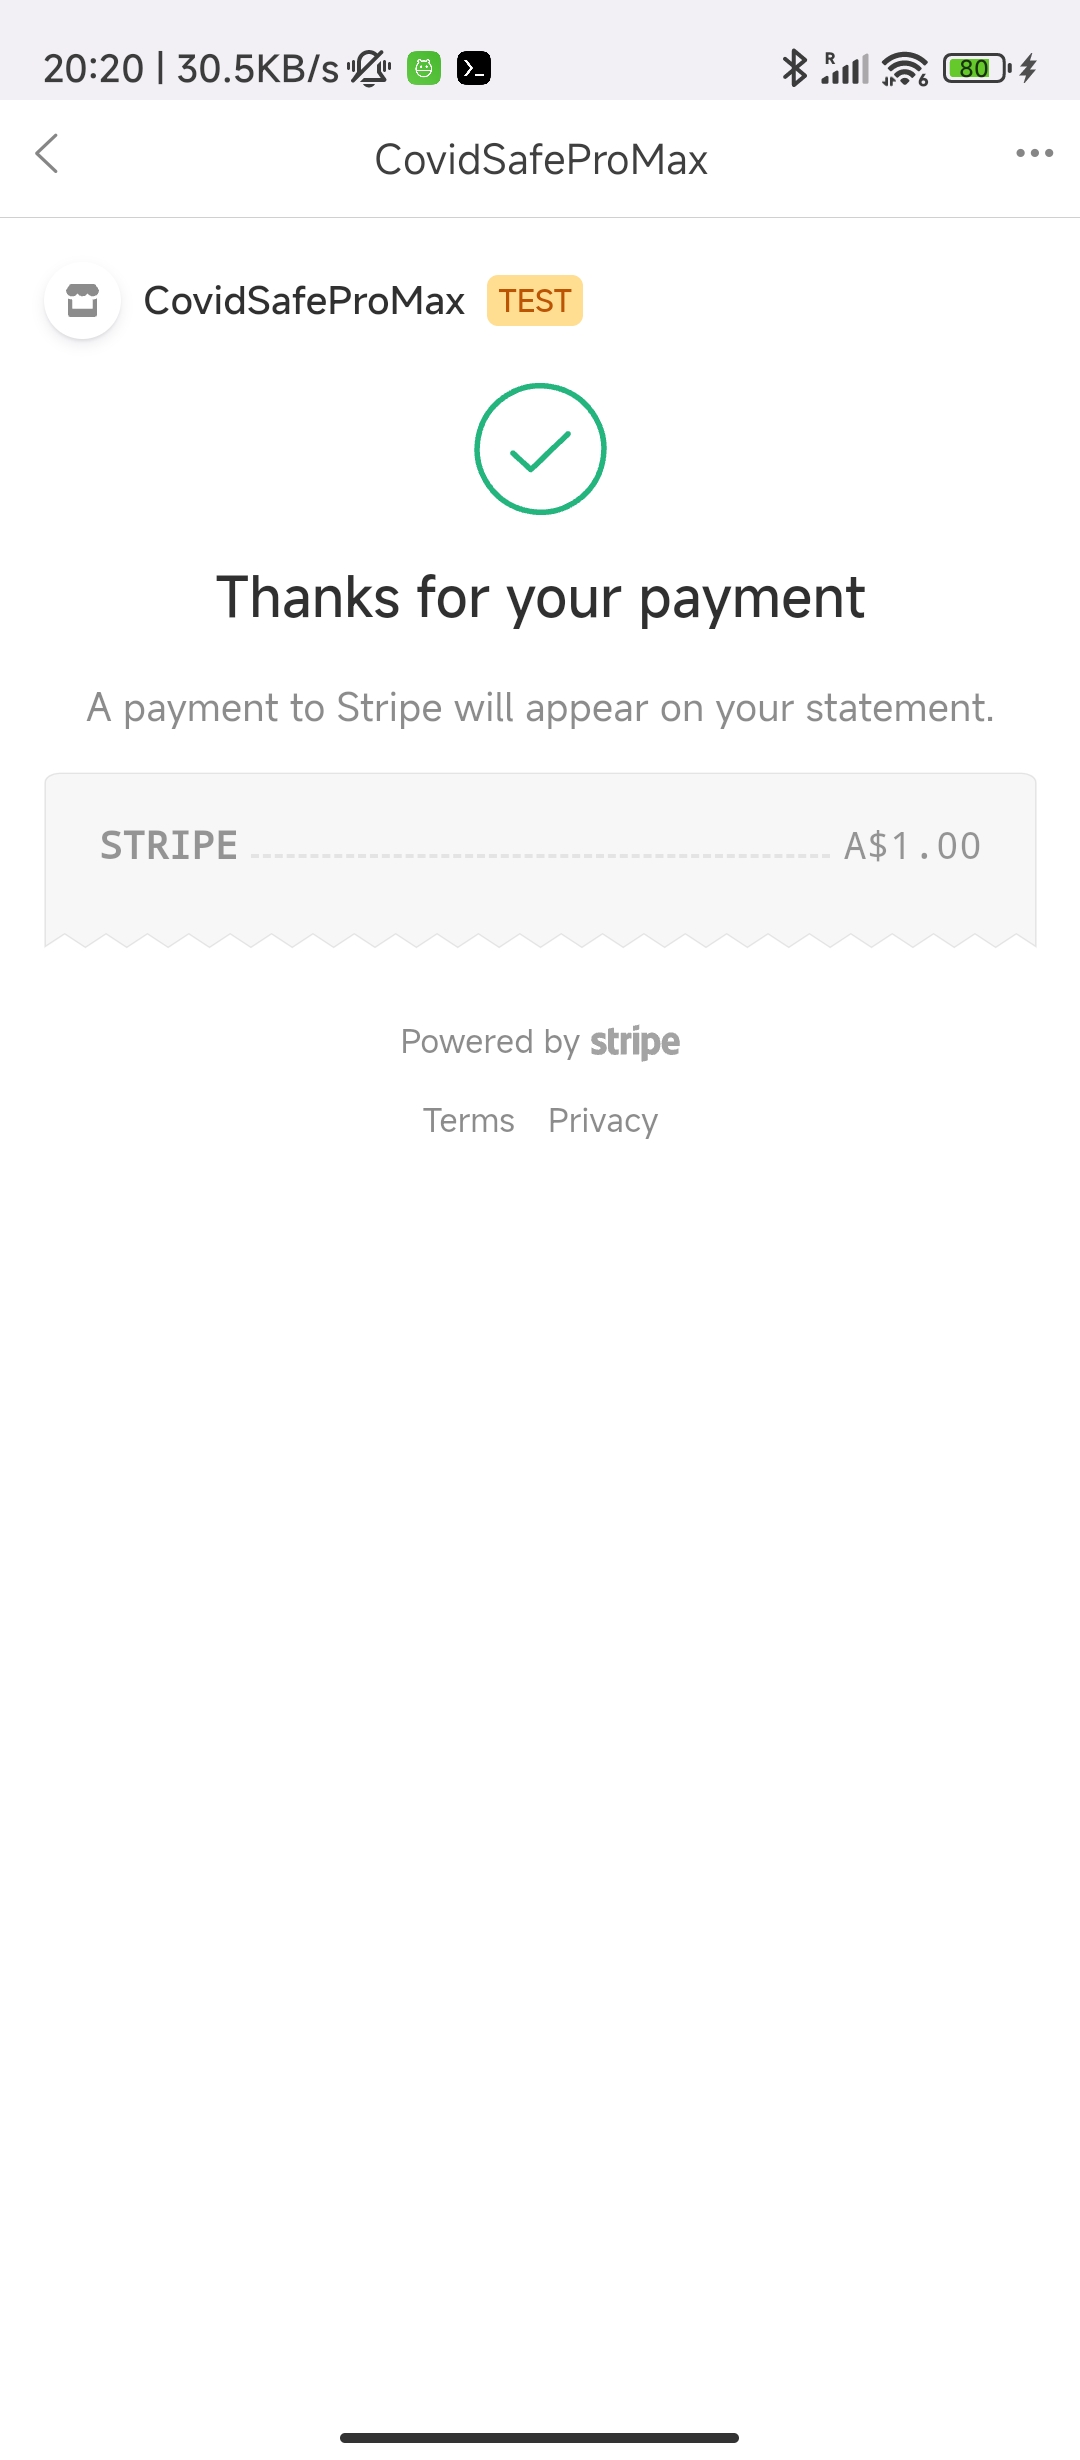 20:20 | 30.5KB/s R 6 80
CovidSafeProMax
CovidSafeProMax TEST
Thanks for your payment
A payment to Stripe will appear on your statement.
STRIPE A$1.00
Powered by stripe
Terms Privacy